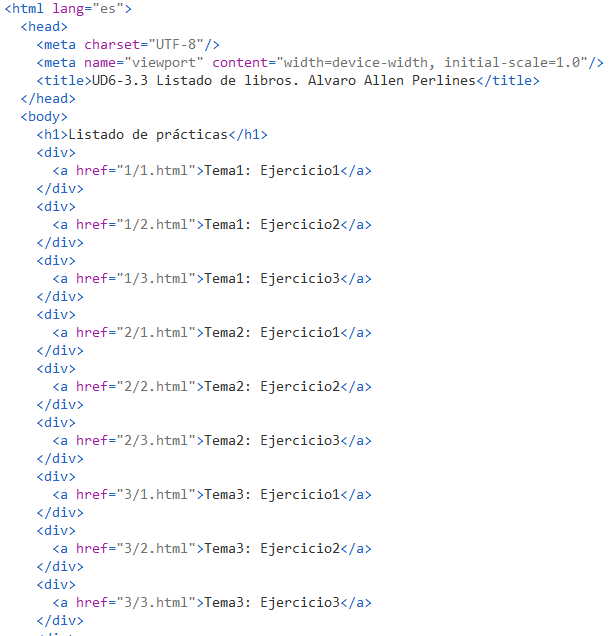 <html lang="es">
<head>
<meta charset="UTF-8"/>
<meta name="viewport" content="width=device-width, initial-scale=1.0"/>
<title>UD6-3.3 Listado de libros. Alvaro Allen Perlines</title>
</head>
<body>
<h1>Listado de prácticas</h1>
<div>
<a href="1/1.html">Tema1: Ejercicio1</a>
</div>
<div>
<a href="1/2.html">Tema1: Ejercicio2</a>
</div>
<div>
<a href="1/3.html">Tema1: Ejercicio3</a>
</div>
<div>
<a href="2/1.html">Tema2: Ejercicio1</a>
</div>
<div>
<a href="2/2.html">Tema2: Ejercicio2</a>
</div>
<div>
<a href="2/3.html">Tema2: Ejercicio3</a>
</div>
<div>
<a href="3/1.html">Tema3: Ejercicio1</a>
</div>
<div>
<a href="3/2.html">Tema3: Ejercicio2</a>
</div>
<div>
<a href="3/3.html">Tema3: Ejercicio3</a>
</div>